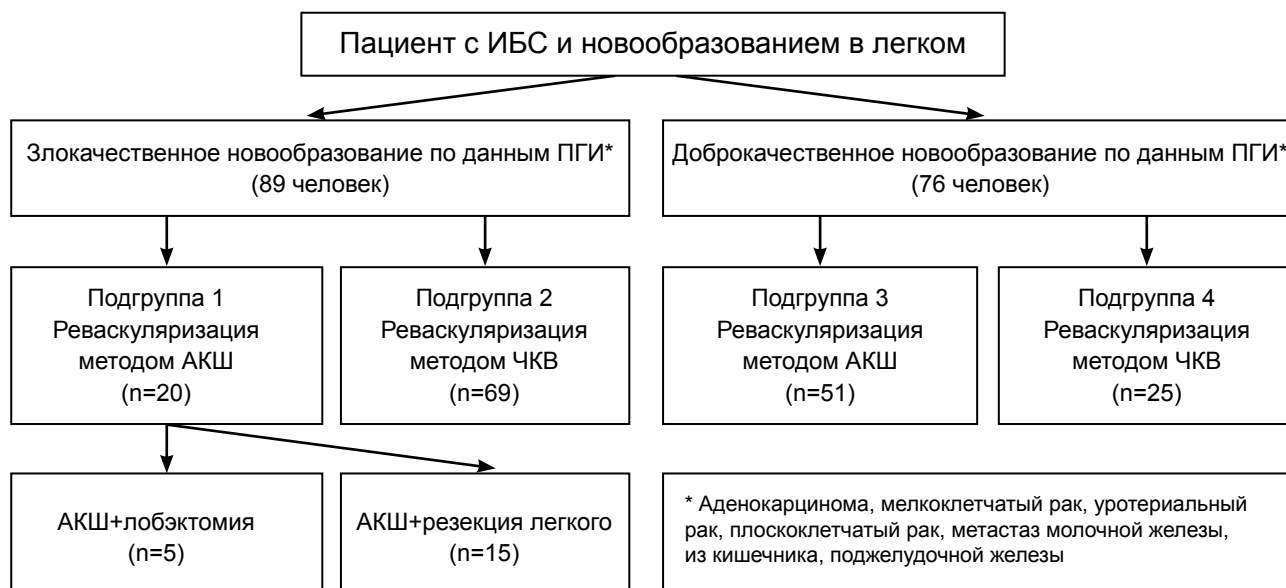 Пациент с ИБС и новообразованием в легком
Злокачественное новообразование по данным ПГИ*
(89 человек)
Доброкачественное новообразование по данным ПГИ*
(76 человек)
Подгруппа 1
Реваскуляризация
методом АКШ
(n=20)
Подгруппа 2
Реваскуляризация
методом ЧКВ
(n=69)
Подгруппа 3
Реваскуляризация
методом АКШ
(n=51)
Подгруппа 4
Реваскуляризация
методом ЧКВ
(n=25)
АКШ+лобэктомия
(n=5)
АКШ+резекция легкого
(n=15)
* Аденокарцинома, мелкоклетчатый рак, уротериальный
рак, плоскоклетчатый рак, метастаз молочной железы,
из кишечника, поджелудочной железы